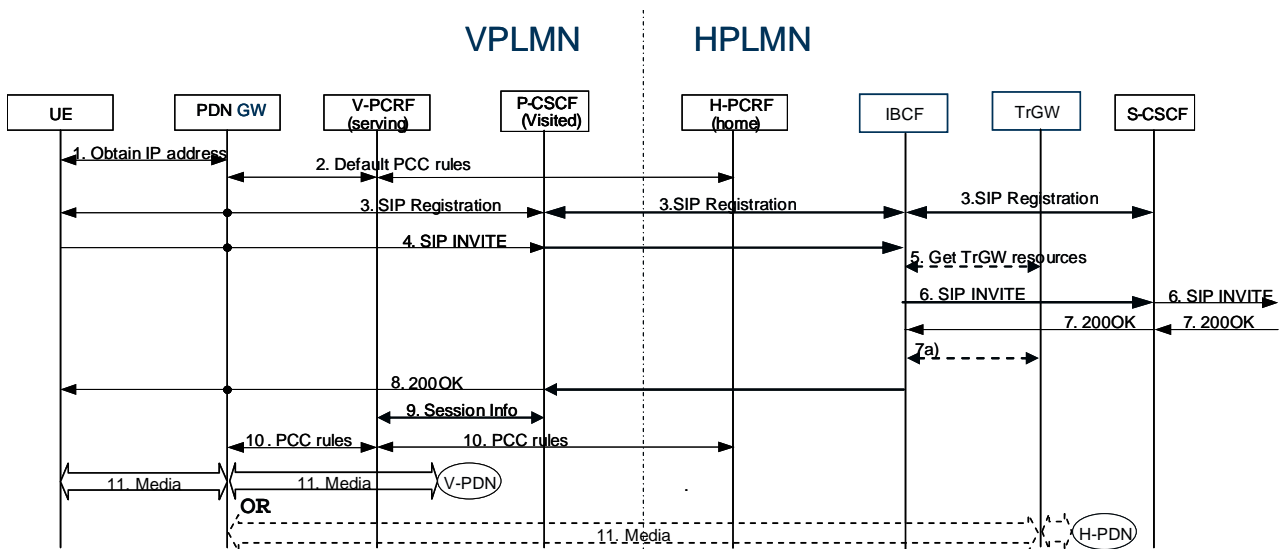 VPLMN
HPLMN
UE
PDN GW
V-PCRF
(serving)
P-CSCF
(Visited)
H-PCRF
(home)
IBCF
TrGW
S-CSCF
1. Obtain IP address
2. Default PCC rules
3. SIP Registration
3.SIP Registration
3.SIP Registration
4. SIP INVITE
5. Get TrGW resources
6. SIP INVITE
6. SIP INVITE
7. 200OK
7. 200OK
7a)
8. 200OK
9. Session Info
10 . PCC rules
10. PCC rules
11. Media
11. Media
V-PDN
.
OR
11. Media
H-PDN